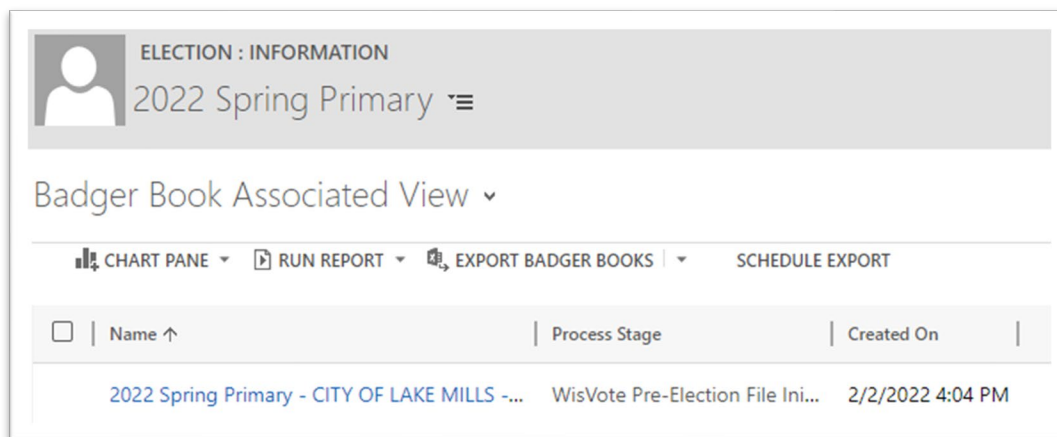 ELECTION : INFORMATION
2022 Spring Primary
Badger Book Associated View
CHART PANE RUN REPORT EXPORT BADGER BOOKS SCHEDULE EXPORT
Name ↑ Process Stage Created On
2022 Spring Primary - CITY OF LAKE MILLS -... WisVote Pre-Election File Ini... 2/2/2022 4:04 PM